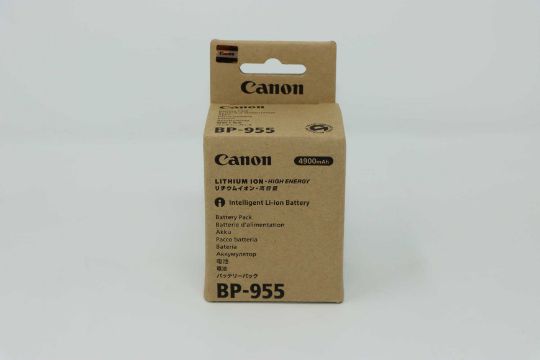 Canon
BP-955
Canon
4900mAh
LITHIUM ION - HIGH ENERGY
リチウムイオン・高容量
i Intelligent Li-Ion Battery
Battery Pack
Batterie d'alimentation
Akku
Pacco batteria
Batería
Аккумулятор
电池
電池
バッテリーパック
BP-955